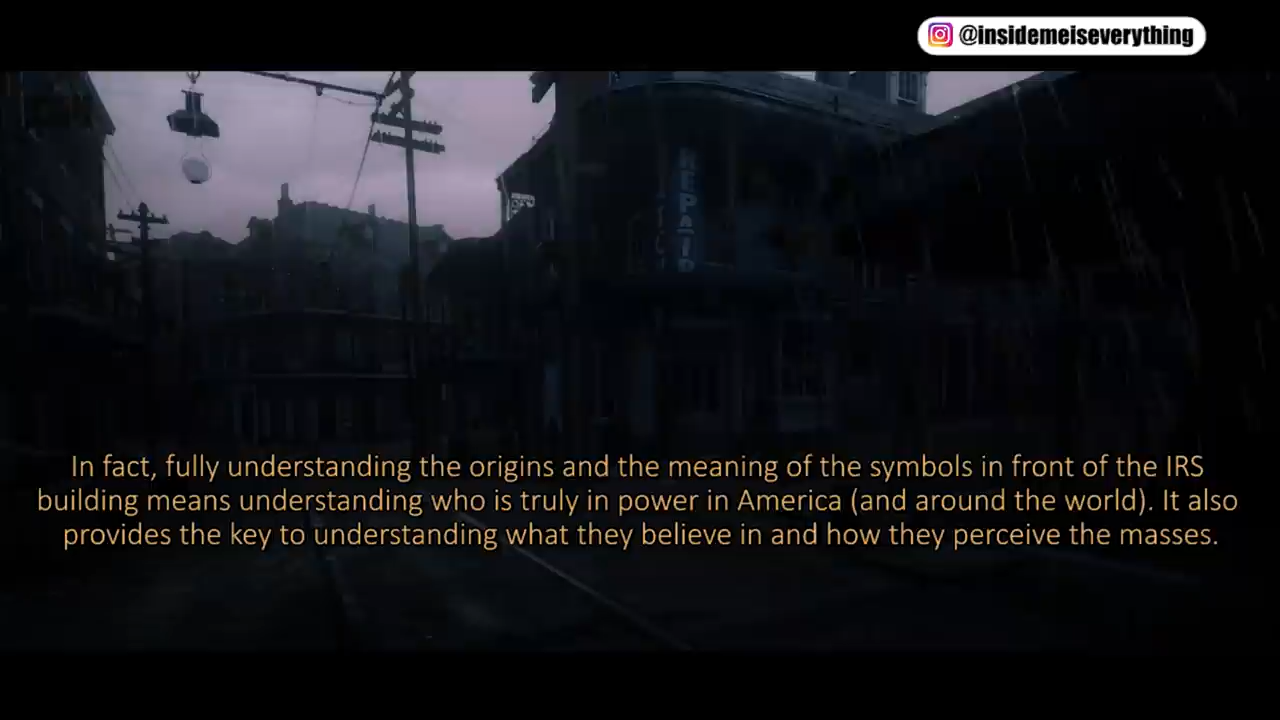 @insidemeiseverything
REPAIR
In fact, fully understanding the origins and the meaning of the symbols in front of the IRS
building means understanding who is truly in power in America (and around the world). It also
provides the key to understanding what they believe in and how they perceive the masses.